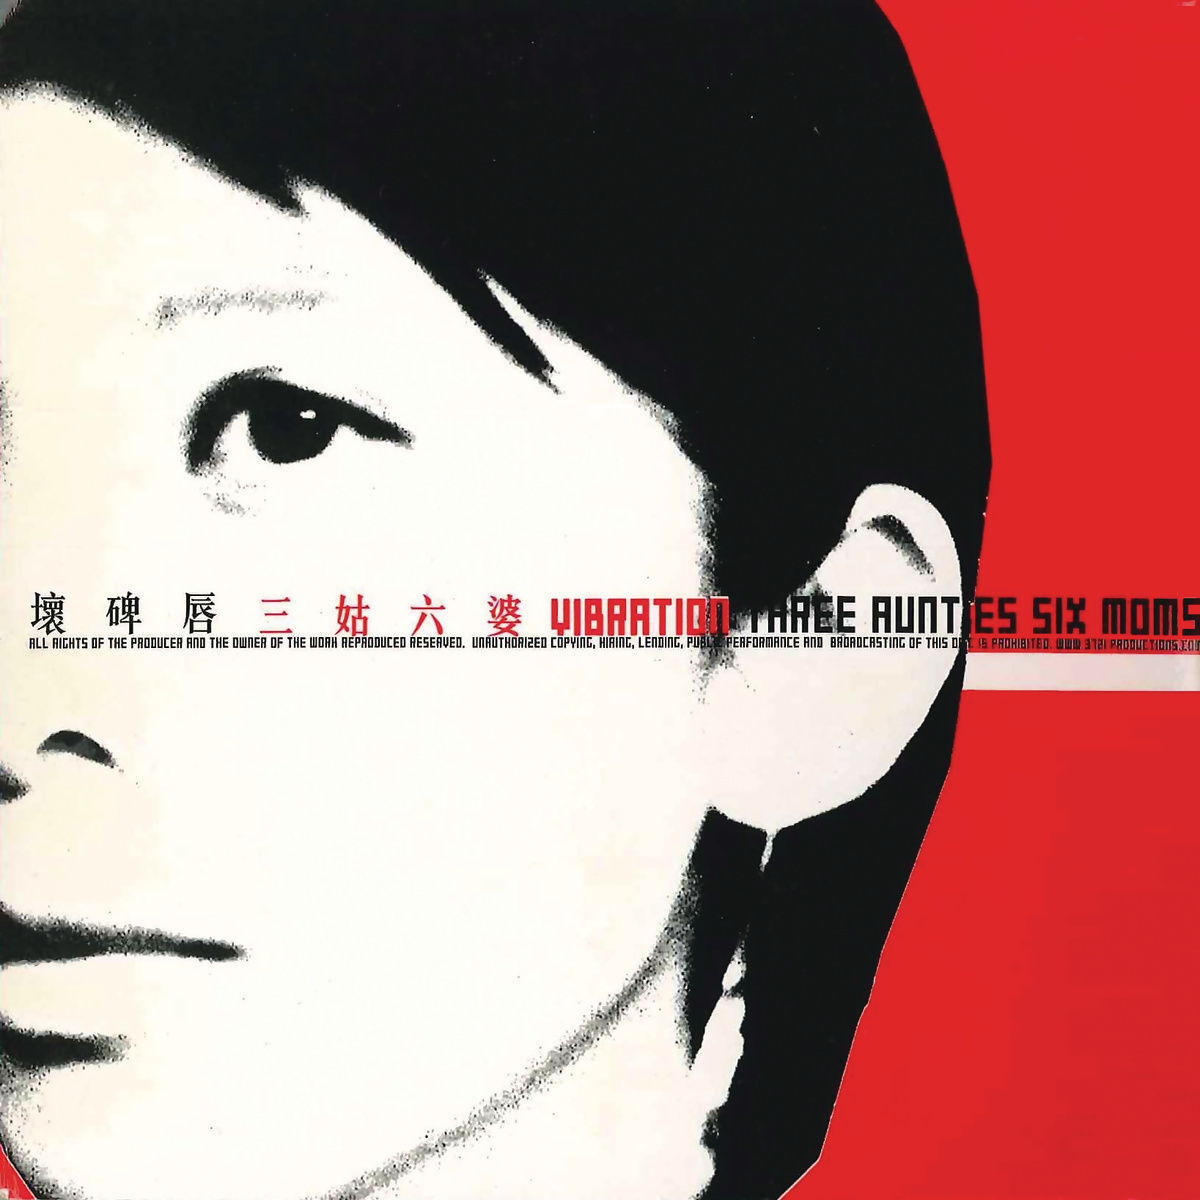 壞碑唇 三姑六婆 VIBRATION THREE AUNTIES SIX MOMS
ALL RIGHTS OF THE PRODUCER AND THE OWNER OF THE WORK REPRODUCED RESERVED. UNAUTHORIZED COPYING, HIRING, LENDING, PUBLIC PERFORMANCE AND BROADCASTING OF THIS DISC IS PROHIBITED. WWW 3721 PRODUCTIONS.COM